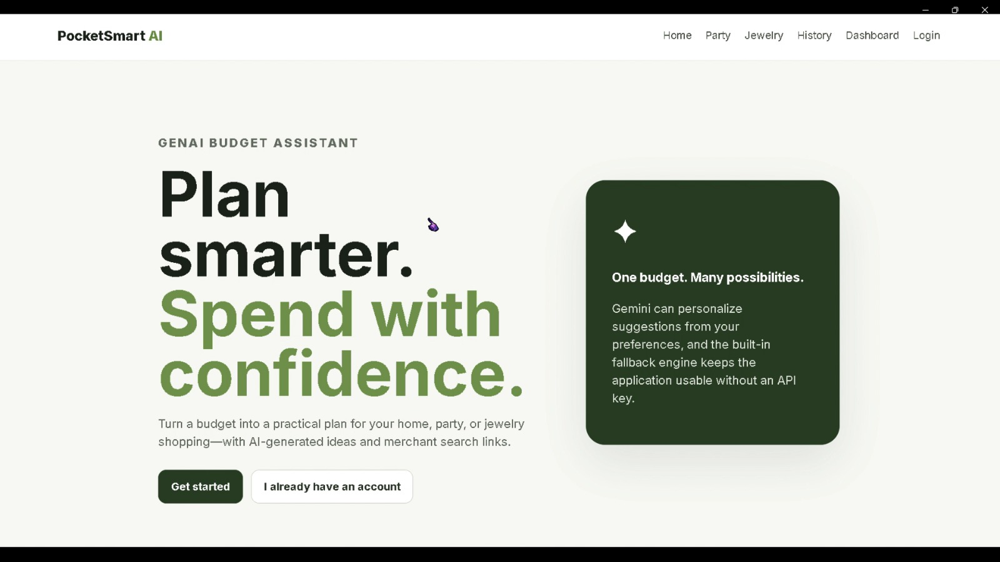 PocketSmart AI
Home Party Jewelry History Dashboard Login
GENAI BUDGET ASSISTANT
Plan
smarter.
Spend with
confidence.
Turn a budget into a practical plan for your home, party, or jewelry
shopping—with AI-generated ideas and merchant search links.
Get started
I already have an account
One budget. Many possibilities.
Gemini can personalize
suggestions from your
preferences, and the built-in
fallback engine keeps the
application usable without an API
key.